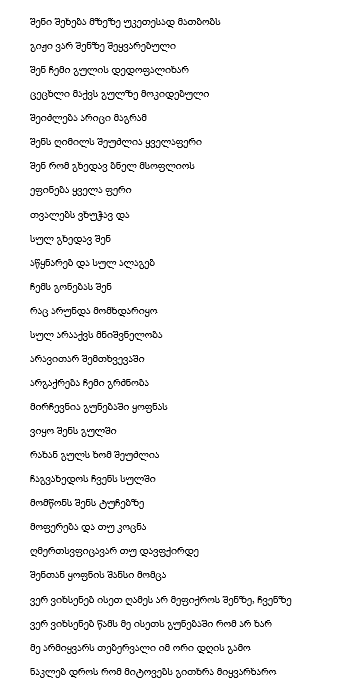 შენი შეხება მზეზე უკეთესად მათბობს
გიჟი ვარ შენზე შეყვარებული
შენ ჩემი გულის დედოფალიხარ
ცეცხლი მაქვს გულზე მოკიდებული
შეიძლება არიცი მაგრამ
შენს ღიმილს შეუძლია ყველაფერი
შენ რომ გხედავ ბნელ მსოფლიოს
ეფინება ყველა ფერი
თვალებს ვხუჭავ და
სულ გხედავ შენ
აწყნარებ და სულ ალაგებ
ჩემს გონებას შენ
რაც არუნდა მომხდარიყო
სულ არააქვს მნიშვნელობა
არავითარ შემთხვევაში
არგაქრება ჩემი გრძნობა
მირჩევნია გუნებაში ყოფნას
ვიყო შენს გულში
რახან გულს ხომ შეუძლია
ჩაგვახედოს ჩვენს სულში
მომწონს შენს ტუჩებზე
მოფერება და თუ კოცნა
ღმერთსვფიცავარ თუ დავფქირდე
შენთან ყოფნის შანსი მომცა
ვერ ვიხსენებ ისეთ ღამეს არ მეფიქროს შენზე, ჩვენზე
ვერ ვიხსენებ წამს მე ისეთს გუნებაში რომ არ ხარ
მე არმიყვარს თებერვალი იმ ორი დღის გამო
ნაკლებ დროს რომ მიტოვებს გითხრა მიყვარხარო